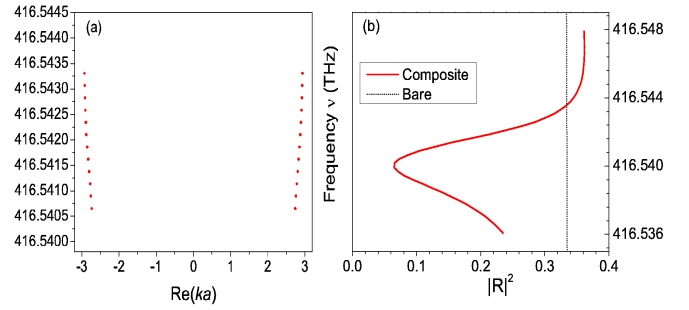 (a)
416.5445
416.5440
416.5435
416.5430
416.5425
416.5420
416.5415
416.5410
416.5405
416.5400
-3 -2 -1 0 1 2 3
Re(ka)
(b)
Composite
Bare
Frequency ν (THz)
416.548
416.544
416.540
416.536
0.0 0.1 0.2 0.3 0.4
|R|²